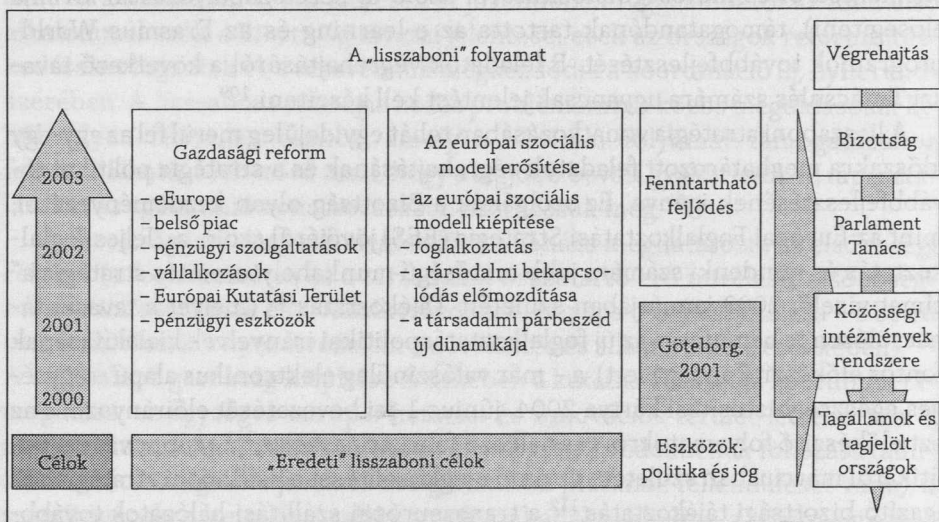 A „lisszaboni” folyamat
2003
2002
2001
2000
Célok
Gazdasági reform
– eEurope
– Belső piac
– pénzügyi szolgáltatások
– vállalkozások
– Európai Kutatási Terület
– pénzügyi eszközök
Az európai szociális
modell erősítése
– az európai szociális
modell kiépítése
– foglalkoztatás
– a társadalmi bekapcso-
lódás előmozdítása
– a társadalmi párbeszéd
új dinamikája
„Eredeti” lisszaboni célok
Fenntartható
fejlődés
Göteborg,
2001
Egyéb
politika és jog
Végrehajtás
Bizottság
Parlament
Tanács
Közösségi
intézmények
rendszere
Tagállamok és
tagjelölt
országok